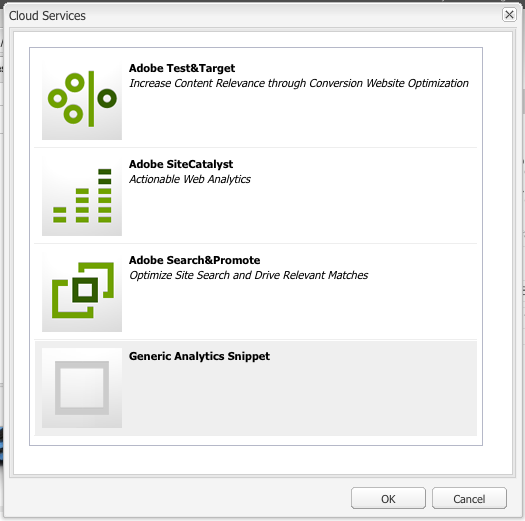 Cloud Services
Adobe Test&Target
Increase Content Relevance through Conversion Website Optimization
Adobe SiteCatalyst
Actionable Web Analytics
Adobe Search&Promote
Optimize Site Search and Drive Relevant Matches
Generic Analytics Snippet
OK
Cancel